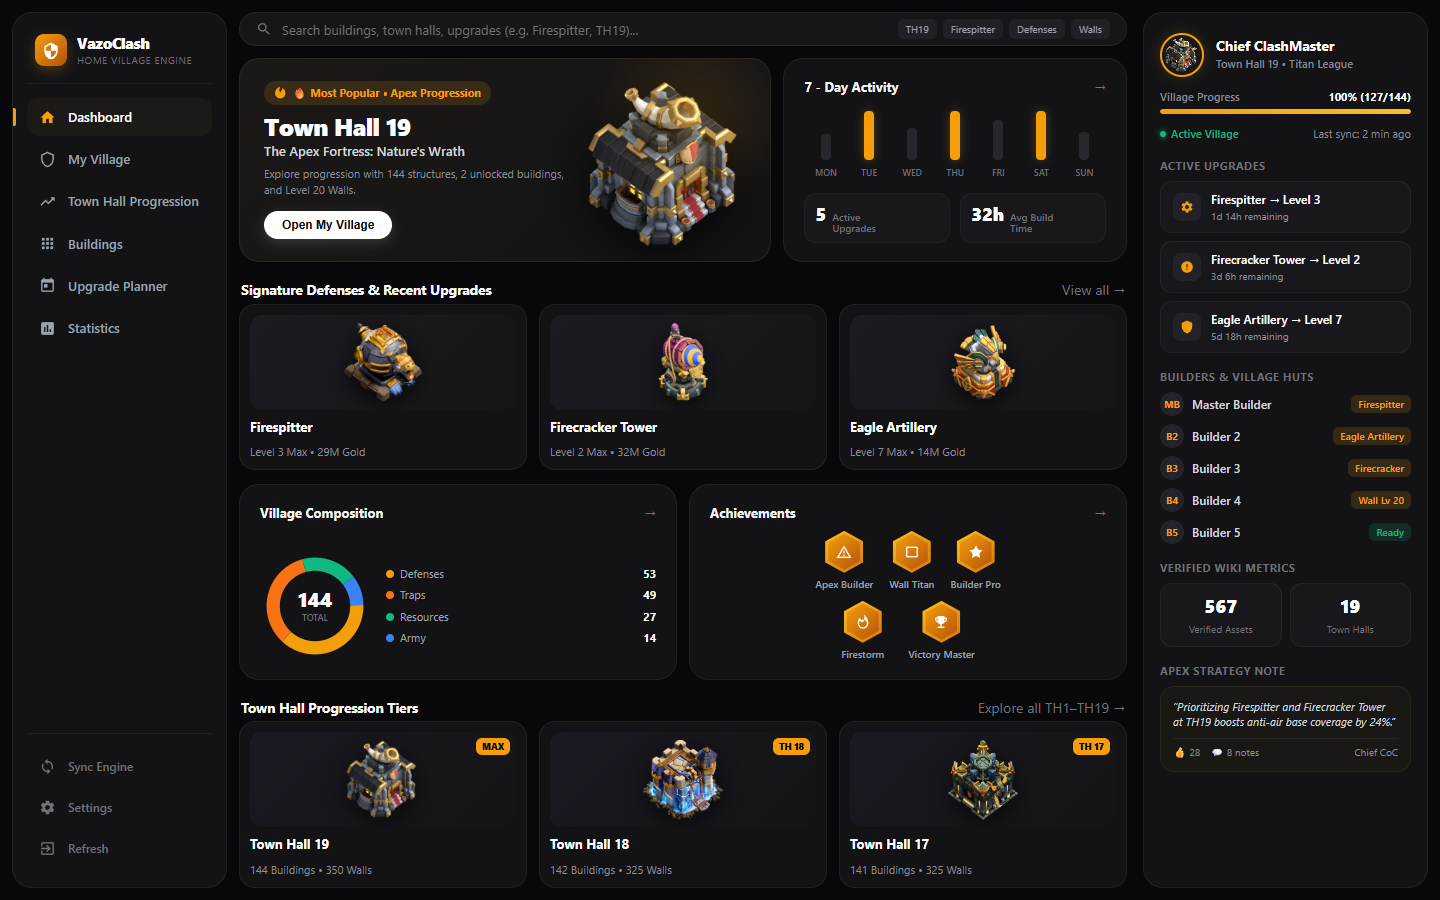 VazoClash
HOME VILLAGE ENGINE
Dashboard
My Village
Town Hall Progression
Buildings
Upgrade Planner
Statistics
Sync Engine
Settings
Refresh
Search buildings, town halls, upgrades (e.g. Firespitter, TH19)...
TH19
Firespitter
Defenses
Walls
🔥 Most Popular • Apex Progression
Town Hall 19
The Apex Fortress: Nature's Wrath
Explore progression with 144 structures, 2 unlocked buildings,
and Level 20 Walls.
Open My Village
7 - Day Activity →
MON TUE WED THU FRI SAT SUN
5 Active
Upgrades
32h Avg Build
Time
Signature Defenses & Recent Upgrades
View all →
Firespitter
Level 3 Max • 29M Gold
Firecracker Tower
Level 2 Max • 32M Gold
Eagle Artillery
Level 7 Max • 14M Gold
Village Composition →
144
TOTAL
Defenses 53
Traps 49
Resources 27
Army 14
Achievements →
Apex Builder
Wall Titan
Builder Pro
Firestorm
Victory Master
Town Hall Progression Tiers
Explore all TH1–TH19 →
MAX
Town Hall 19
144 Buildings • 350 Walls
TH 18
Town Hall 18
142 Buildings • 325 Walls
TH 17
Town Hall 17
141 Buildings • 325 Walls
Chief ClashMaster
Town Hall 19 • Titan League
Village Progress 100% (127/144)
Active Village Last sync: 2 min ago
ACTIVE UPGRADES
Firespitter → Level 3
1d 14h remaining
Firecracker Tower → Level 2
3d 6h remaining
Eagle Artillery → Level 7
5d 18h remaining
BUILDERS & VILLAGE HUTS
MB Master Builder Firespitter
B2 Builder 2 Eagle Artillery
B3 Builder 3 Firecracker
B4 Builder 4 Wall Lv 20
B5 Builder 5 Ready
VERIFIED WIKI METRICS
567
Verified Assets
19
Town Halls
APEX STRATEGY NOTE
"Prioritizing Firespitter and Firecracker Tower
at TH19 boosts anti-air base coverage by 24%."
👍 28 💬 8 notes Chief CoC